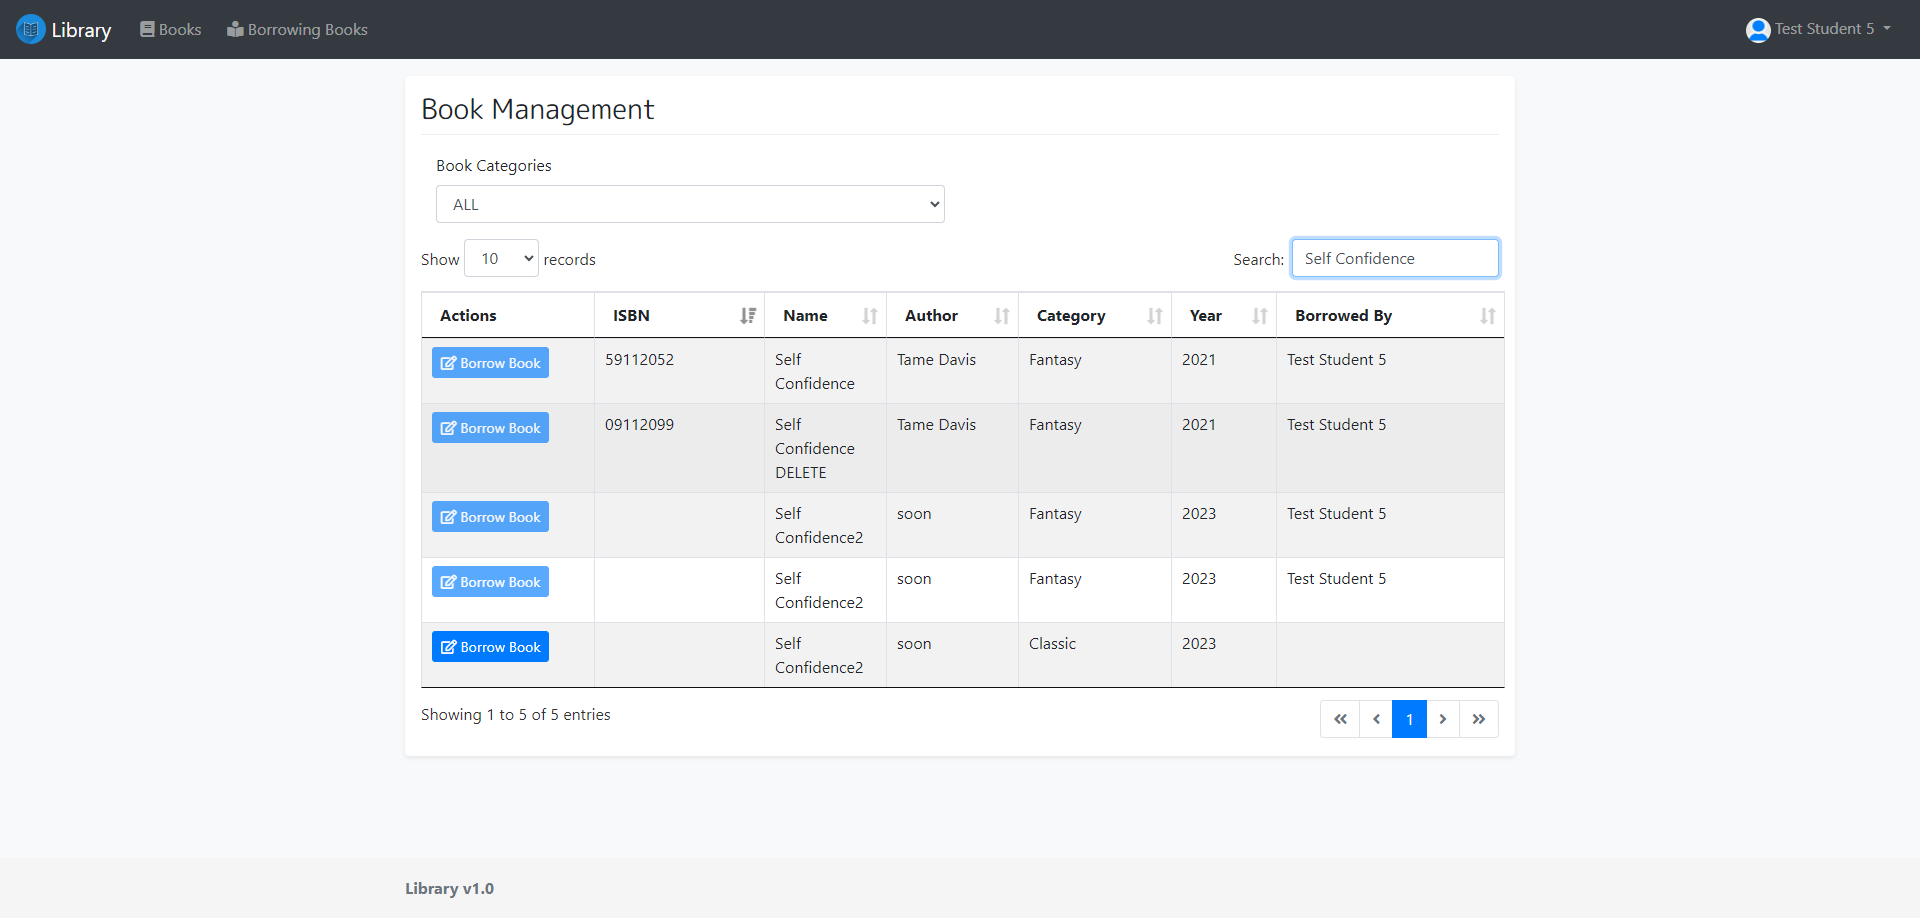 Library Books Borrowing Books Test Student 5
Book Management
Book Categories
ALL
Show 10 records Search: Self Confidence
Actions ISBN Name Author Category Year Borrowed By
Borrow Book 59112052 Self Tame Davis Fantasy 2021 Test Student 5
Confidence
Borrow Book 09112099 Self Tame Davis Fantasy 2021 Test Student 5
Confidence
DELETE
Borrow Book Self soon Fantasy 2023 Test Student 5
Confidence2
Borrow Book Self soon Fantasy 2023 Test Student 5
Confidence2
Borrow Book Self soon Classic 2023
Confidence2
Showing 1 to 5 of 5 entries « ‹ 1 › »
Library v1.0